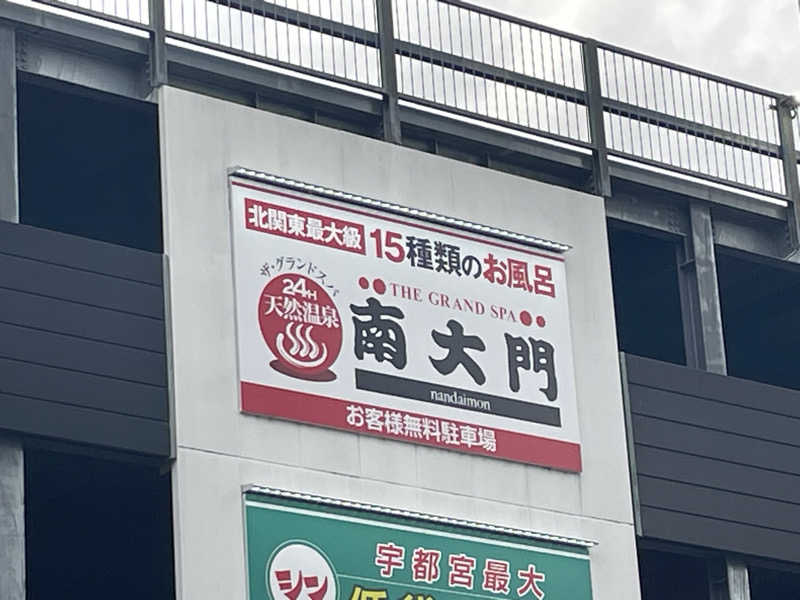 北関東最大級 15種類のお風呂
ザ・グランドスパ
24H
天然温泉
THE GRAND SPA
南大門
nandaimon
お客様無料駐車場
宇都宮最大
シン